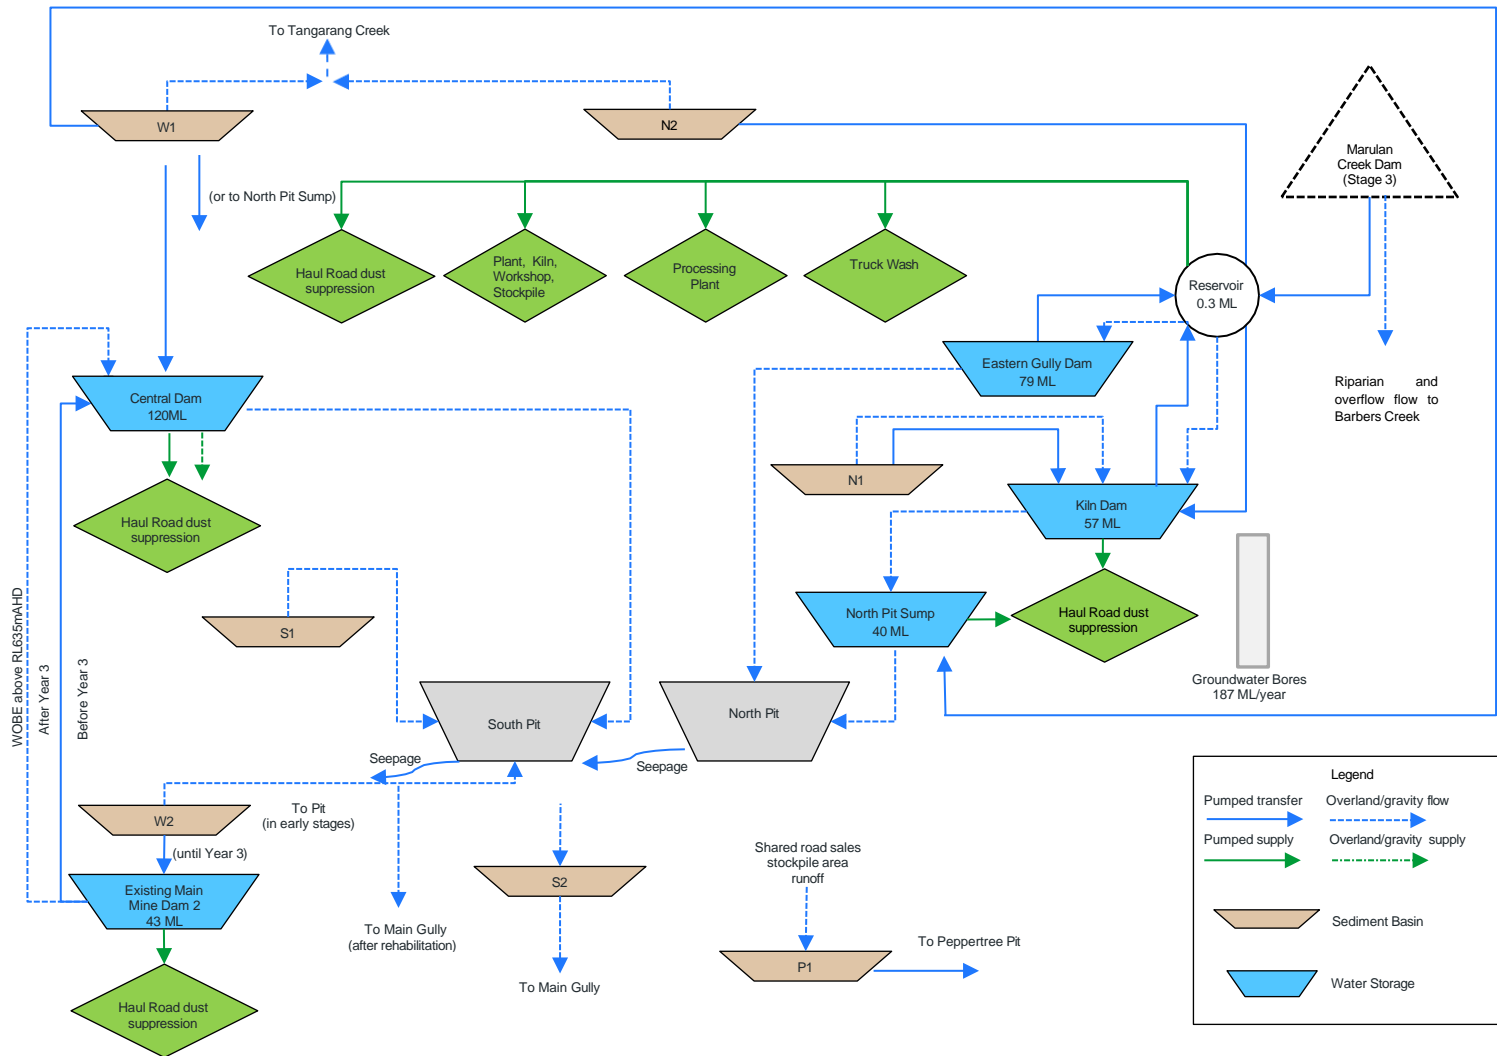 To Tangarang Creek
W1
N2
Marulan
Creek Dam
(Stage 3)
(or to North Pit Sump)
Haul Road dust
suppression
Plant, Kiln,
Workshop,
Stockpile
Processing
Plant
Truck Wash
Reservoir
0.3 ML
Eastern Gully Dam
79 ML
Riparian and
overflow flow to
Barbers Creek
Central Dam
120ML
N1
Kiln Dam
57 ML
Haul Road dust
suppression
North Pit Sump
40 ML
Haul Road dust
suppression
S1
Groundwater Bores
187 ML/year
WOBE above RL635mAHD
After Year 3
Before Year 3
South Pit
North Pit
Seepage
Seepage
W2
To Pit
(in early stages)
(until Year 3)
Existing Main
Mine Dam 2
43 ML
S2
Shared road sales
stockpile area
runoff
To Main Gully
(after rehabilitation)
To Main Gully
P1
To Peppertree Pit
Haul Road dust
suppression
Legend
Pumped transfer
Overland/gravity flow
Pumped supply
Overland/gravity supply
Sediment Basin
Water Storage